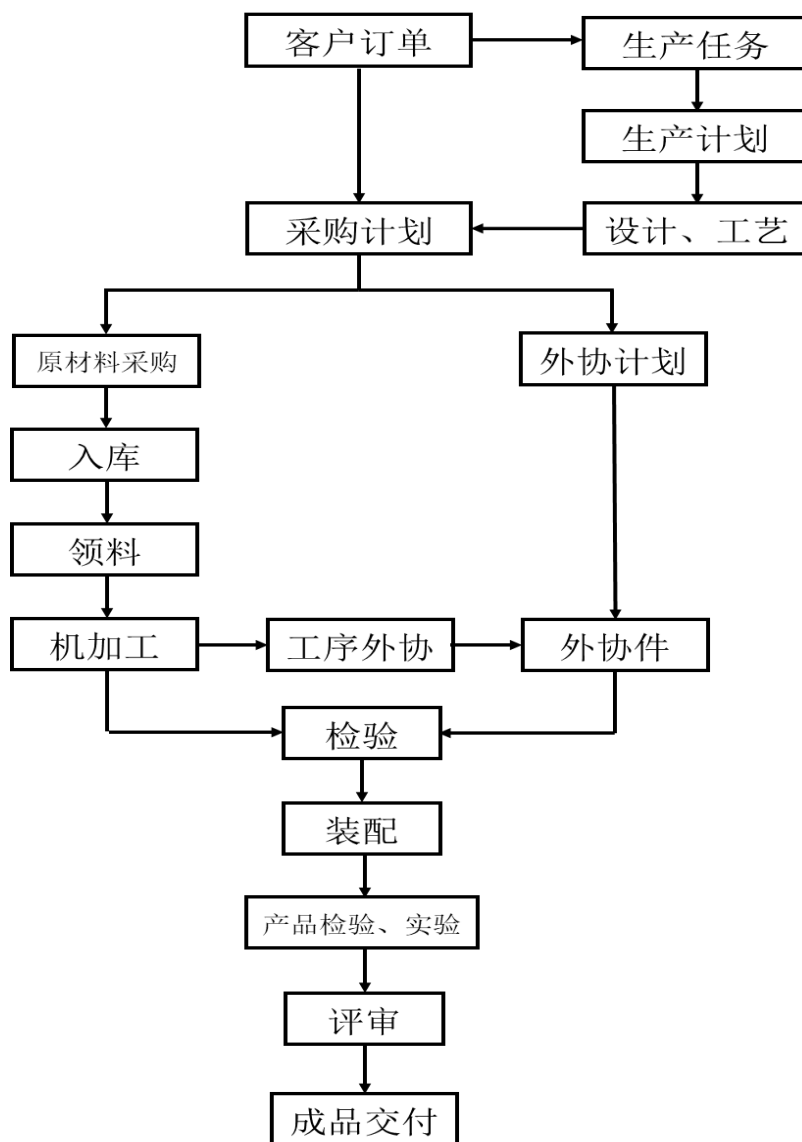 客户订单
生产任务
生产计划
采购计划
设计、工艺
原材料采购
外协计划
入库
领料
机加工
工序外协
外协件
检验
装配
产品检验、实验
评审
成品交付